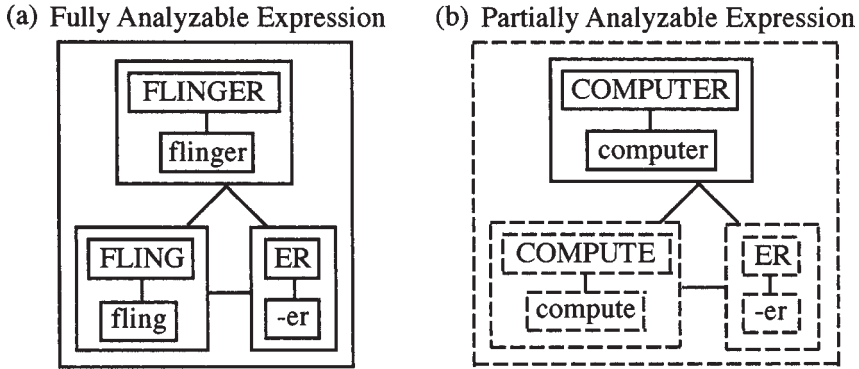 (a) Fully Analyzable Expression
FLINGER
flinger
FLING
ER
fling
-er
(b) Partially Analyzable Expression
COMPUTER
computer
COMPUTE
ER
compute
-er